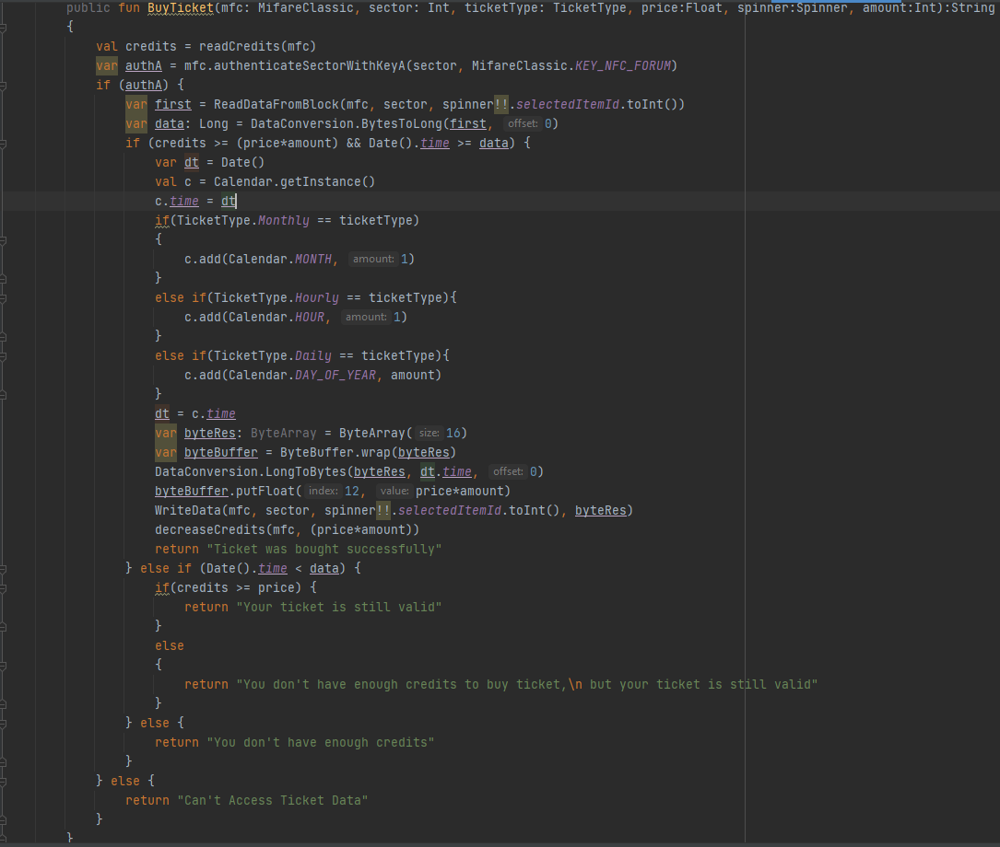 public fun BuyTicket(mfc: MifareClassic, sector: Int, ticketType: TicketType, price:Float, spinner:Spinner, amount:Int):String
{
val credits = readCredits(mfc)
var authA = mfc.authenticateSectorWithKeyA(sector, MifareClassic.KEY_NFC_FORUM)
if (authA) {
var first = ReadDataFromBlock(mfc, sector, spinner!!.selectedItemId.toInt())
var data: Long = DataConversion.BytesToLong(first, offset: 0)
if (credits >= (price*amount) && Date().time >= data) {
var dt = Date()
val c = Calendar.getInstance()
c.time = dt
if(TicketType.Monthly == ticketType)
{
c.add(Calendar.MONTH, amount: 1)
}
else if(TicketType.Hourly == ticketType){
c.add(Calendar.HOUR, amount: 1)
}
else if(TicketType.Daily == ticketType){
c.add(Calendar.DAY_OF_YEAR, amount)
}
dt = c.time
var byteRes: ByteArray = ByteArray( size: 16)
var byteBuffer = ByteBuffer.wrap(byteRes)
DataConversion.LongToBytes(byteRes, dt.time, offset: 0)
byteBuffer.putFloat( index: 12, value: price*amount)
WriteData(mfc, sector, spinner!!.selectedItemId.toInt(), byteRes)
decreaseCredits(mfc, (price*amount))
return "Ticket was bought successfully"
} else if (Date().time < data) {
if(credits >= price) {
return "Your ticket is still valid"
}
else
{
return "You don't have enough credits to buy ticket,\n but your ticket is still valid"
}
} else {
return "You don't have enough credits"
}
} else {
return "Can't Access Ticket Data"
}
}